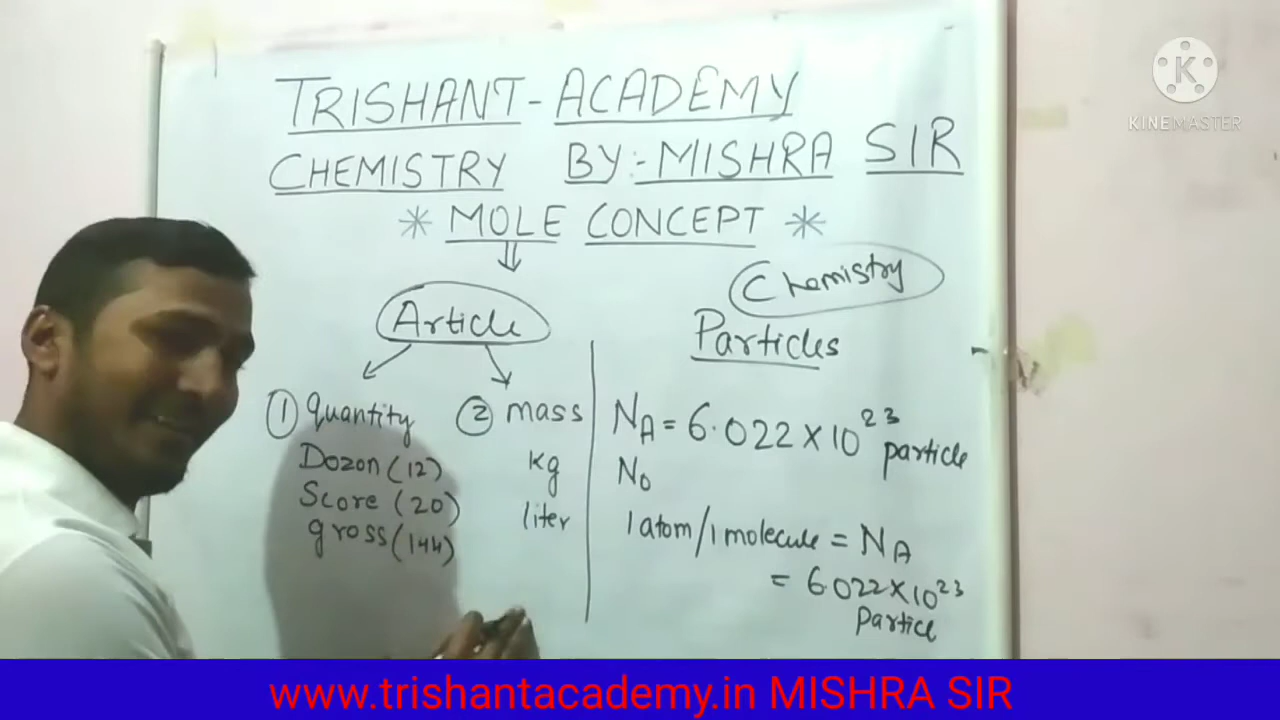 TRISHANT-ACADEMY
CHEMISTRY BY:-MISHRA SIR
* MOLE CONCEPT *
Article
① quantity
Dozon (12)
Score (20)
gross (144)
② mass
kg
liter
Chemistry
Particles
NA = 6.022 × 10²³ particle
No
1 atom/1 molecule = NA
= 6.022 × 10²³
Particl
K
KINEMASTER
www.trishantacademy.in MISHRA SIR